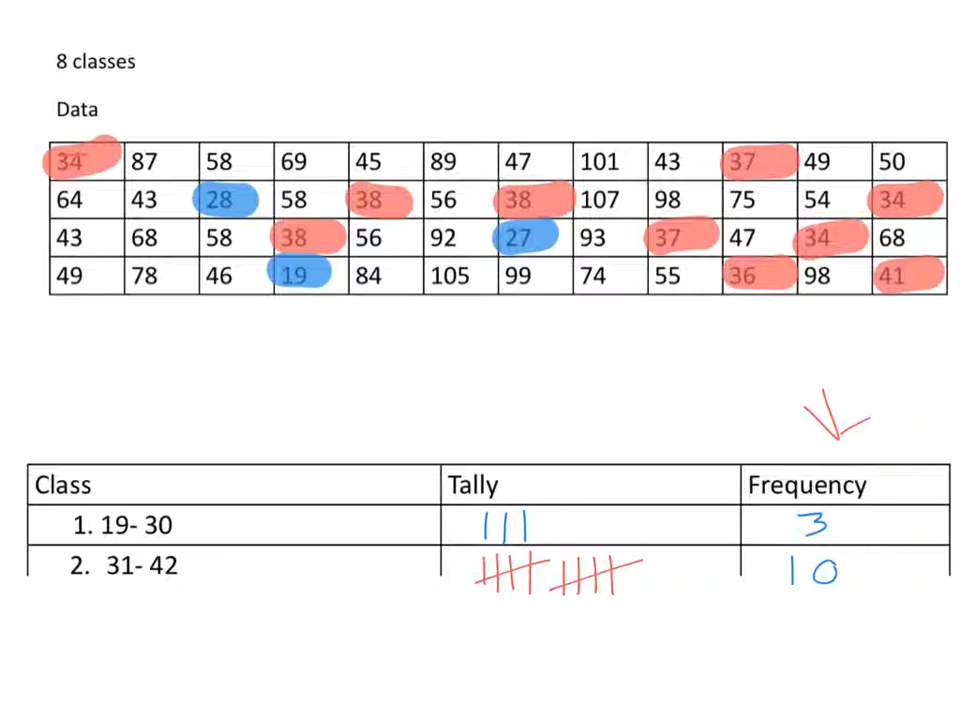 8 classes
Data
34 87 58 69 45 89 47 101 43 37 49 50
64 43 28 58 38 56 38 107 98 75 54 34
43 68 58 38 56 92 27 93 37 47 34 68
49 78 46 19 84 105 99 74 55 36 98 41
Class Tally Frequency
1. 19- 30 ||| 3
2. 31- 42 10